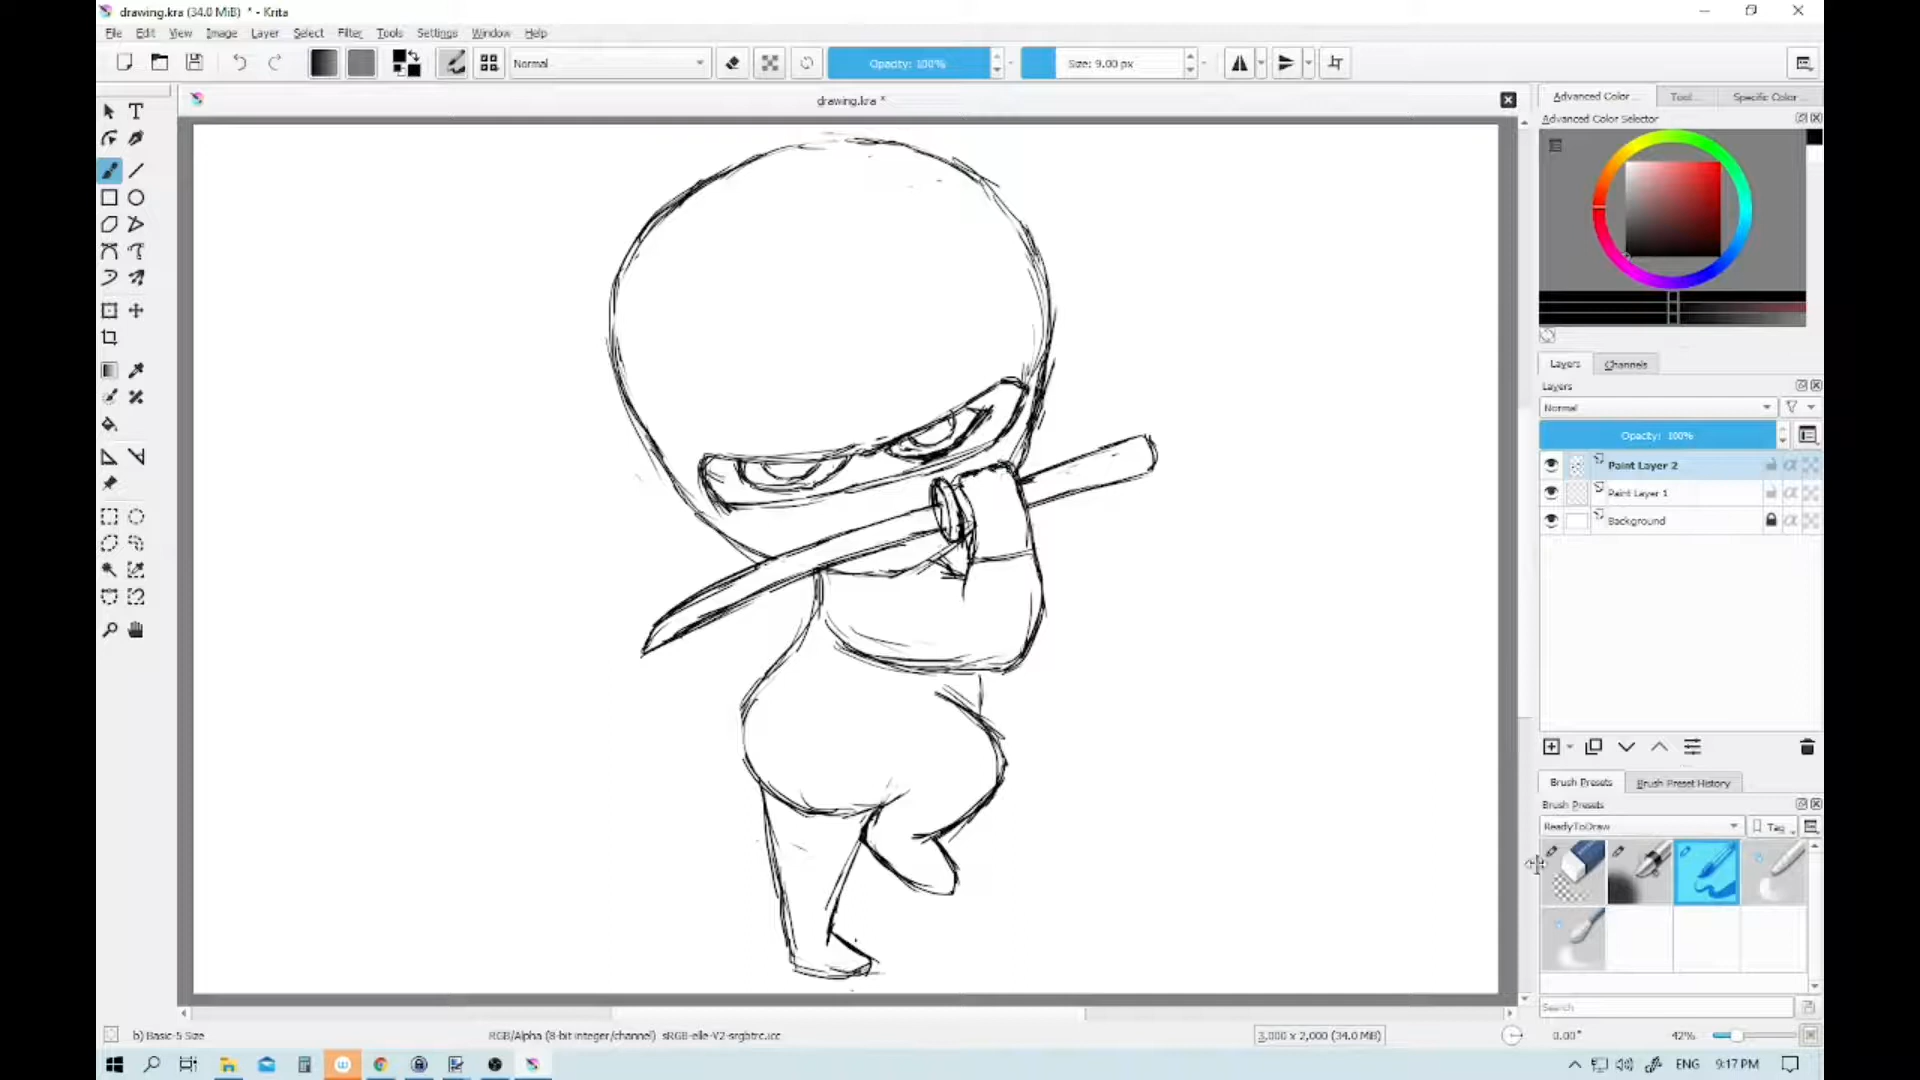 drawing.kra (34.0 MiB) * - Krita
File Edit View Image Layer Select Filter Tools Settings Window Help
Normal Opacity: 100% Size: 9.00 px
drawing.kra *
Advanced Color ... Tool... Specific Color ...
Advanced Color Selector
Layers Channels
Layers
Normal
Opacity: 100%
Paint Layer 2
Paint Layer 1
Background
Brush Presets Brush Preset History
Brush Presets
ReadyToDraw Tag
Search
b) Basic-5 Size RGB/Alpha (8-bit integer/channel) sRGB-elle-V2-srgbtrc.icc 3,000 x 2,000 (34.0 MiB) 0.00° 42%
ENG 9:17 PM